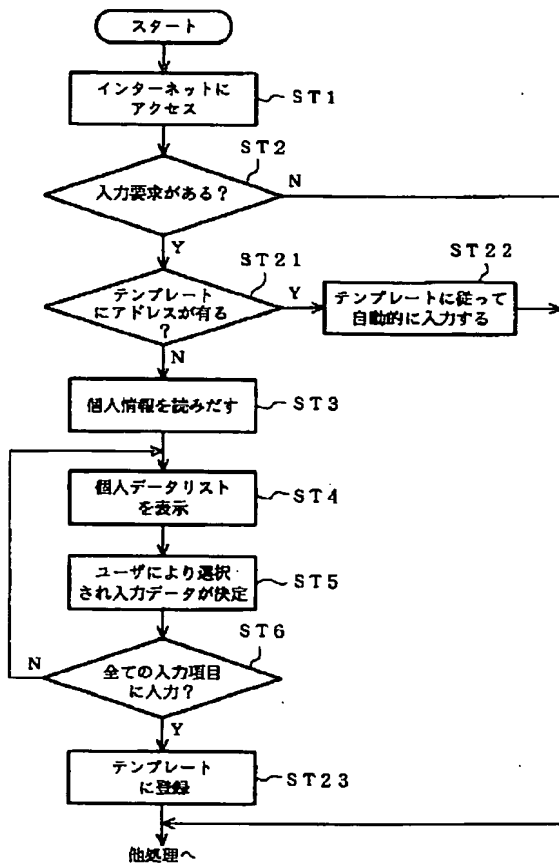 スタート
インターネットに
アクセス
ST1
ST2
入力要求がある?
N
Y
ST21
テンプレート
にアドレスが有る
?
Y
N
ST22
テンプレートに従って
自動的に入力する
個人情報を読みだす
ST3
個人データリスト
を表示
ST4
ユーザにより選択
され入力データが決定
ST5
ST6
全ての入力項目
に入力?
N
Y
テンプレート
に登録
ST23
他処理へ